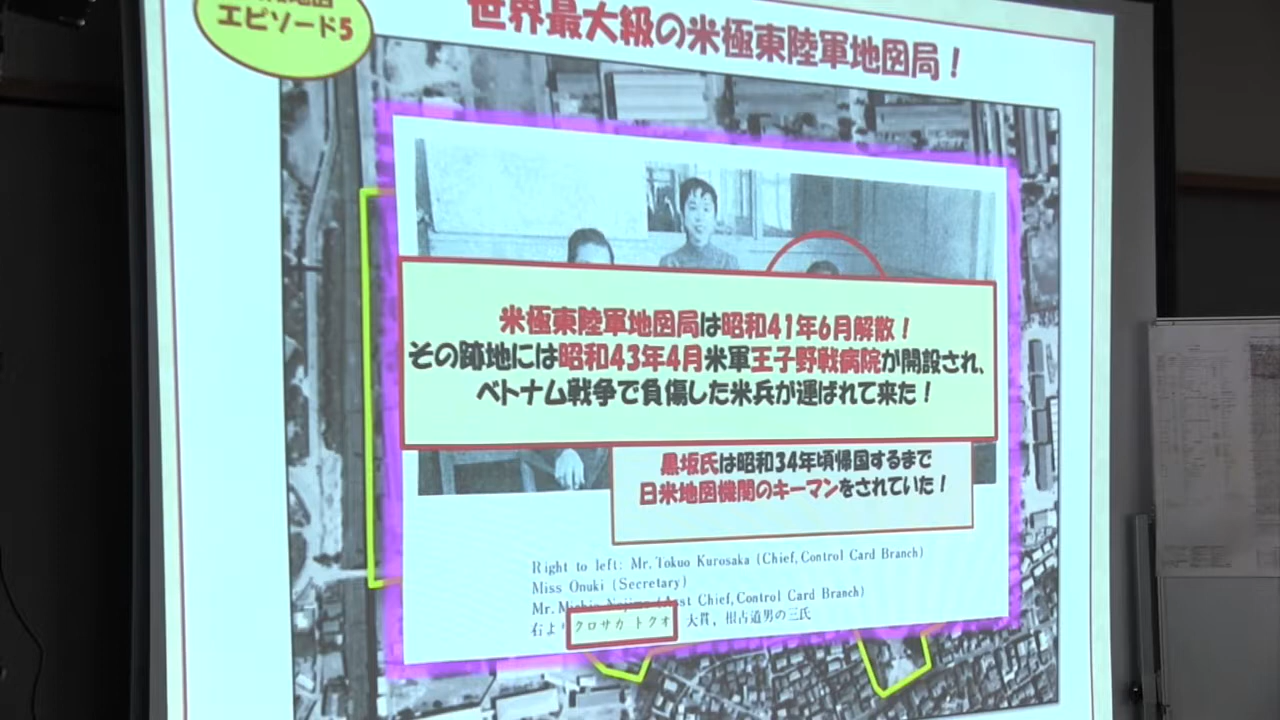 エピソード5
世界最大級の米極東陸軍地図局！
米極東陸軍地図局は昭和41年6月解散！
その跡地には昭和43年4月米軍王子野戦病院が開設され、
ベトナム戦争で負傷した米兵が運ばれて来た！
黒坂氏は昭和34年頃帰国するまで
日米地図機関のキーマンをされていた！
Right to left: Mr. Tokuo Kurosaka (Chief, Control Card Branch)
Miss Onuki (Secretary)
Mr. Michio (Asst Chief, Control Card Branch)
右より クロサカ トクオ 大貫，根古道男の三氏